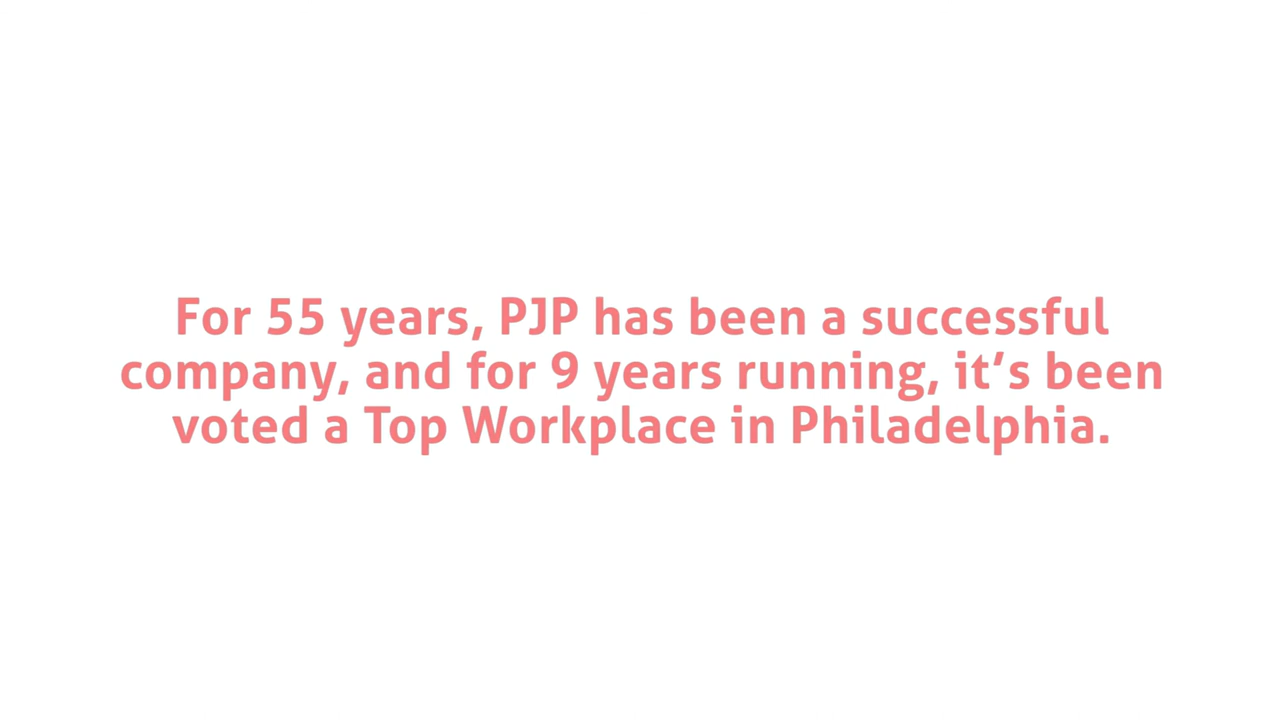 For 55 years, PJP has been a successful
company, and for 9 years running, it’s been
voted a Top Workplace in Philadelphia.